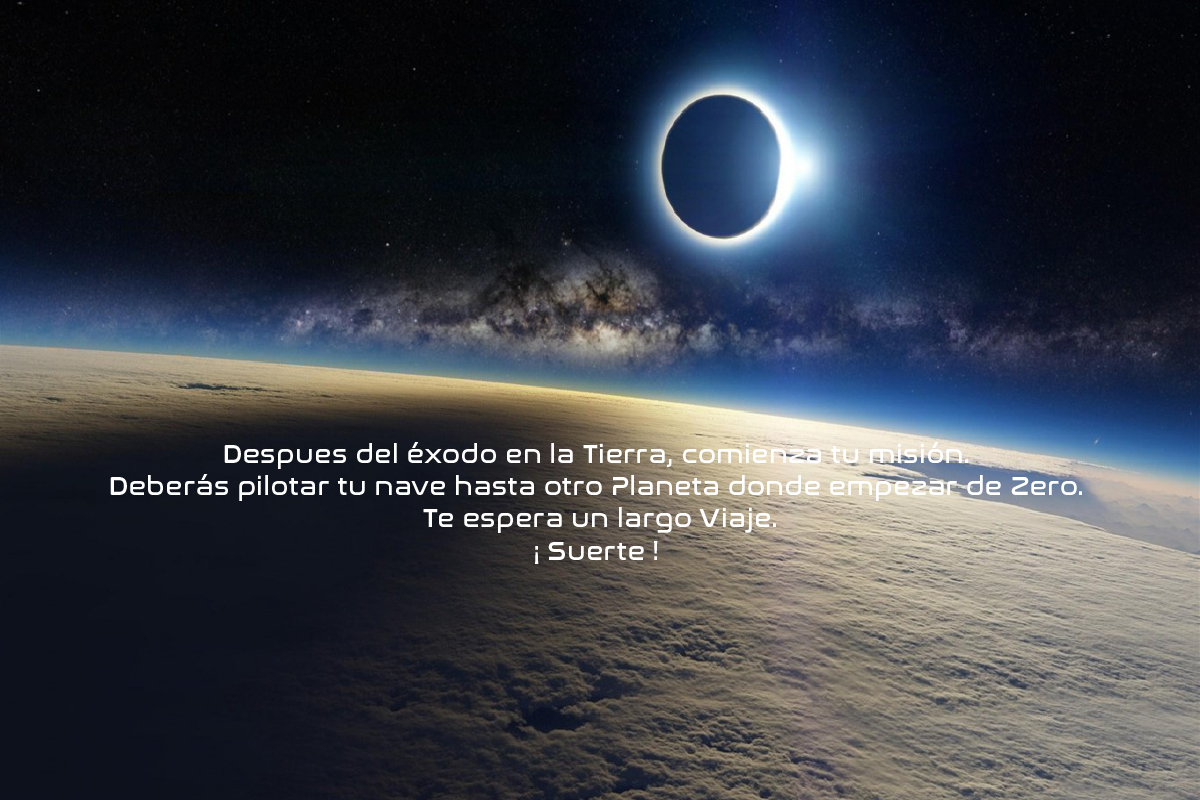 Despues del éxodo en la Tierra, comienza tu misión.
Deberás pilotar tu nave hasta otro Planeta donde empezar de Zero.
Te espera un largo Viaje.
¡ Suerte !